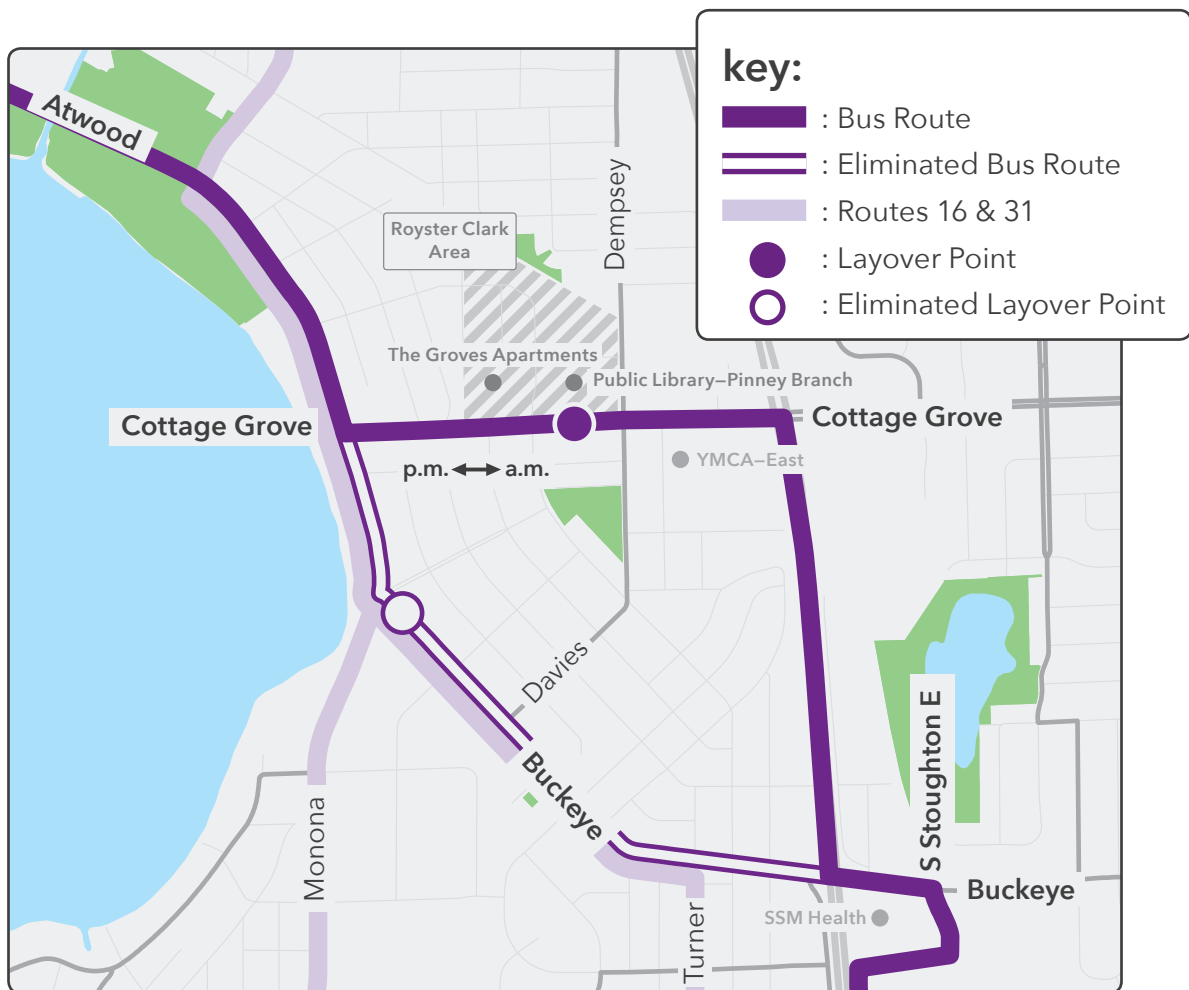 key:
: Bus Route
: Eliminated Bus Route
: Routes 16 & 31
: Layover Point
: Eliminated Layover Point
Atwood
Royster Clark
Area
Dempsey
The Groves Apartments
Public Library–Pinney Branch
Cottage Grove
Cottage Grove
p.m.
a.m.
YMCA–East
Davies
S Stoughton E
Buckeye
Monona
Buckeye
SSM Health
Turner